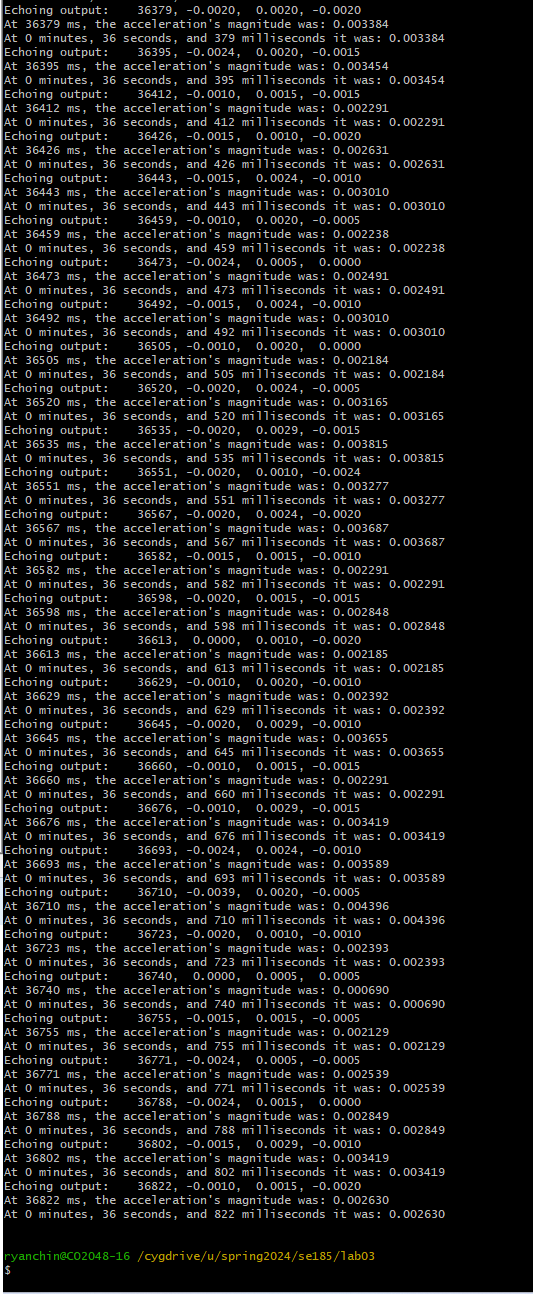 Echoing output:    36379, -0.0020,  0.0020, -0.0020
At 36379 ms, the acceleration's magnitude was: 0.003384
At 0 minutes, 36 seconds, and 379 milliseconds it was: 0.003384
Echoing output:    36395, -0.0024,  0.0020, -0.0015
At 36395 ms, the acceleration's magnitude was: 0.003454
At 0 minutes, 36 seconds, and 395 milliseconds it was: 0.003454
Echoing output:    36412, -0.0010,  0.0015, -0.0015
At 36412 ms, the acceleration's magnitude was: 0.002291
At 0 minutes, 36 seconds, and 412 milliseconds it was: 0.002291
Echoing output:    36426, -0.0015,  0.0010, -0.0020
At 36426 ms, the acceleration's magnitude was: 0.002631
At 0 minutes, 36 seconds, and 426 milliseconds it was: 0.002631
Echoing output:    36443, -0.0015,  0.0024, -0.0010
At 36443 ms, the acceleration's magnitude was: 0.003010
At 0 minutes, 36 seconds, and 443 milliseconds it was: 0.003010
Echoing output:    36459, -0.0010,  0.0020, -0.0005
At 36459 ms, the acceleration's magnitude was: 0.002238
At 0 minutes, 36 seconds, and 459 milliseconds it was: 0.002238
Echoing output:    36473, -0.0024,  0.0005,  0.0000
At 36473 ms, the acceleration's magnitude was: 0.002491
At 0 minutes, 36 seconds, and 473 milliseconds it was: 0.002491
Echoing output:    36492, -0.0015,  0.0024, -0.0010
At 36492 ms, the acceleration's magnitude was: 0.003010
At 0 minutes, 36 seconds, and 492 milliseconds it was: 0.003010
Echoing output:    36505, -0.0010,  0.0020,  0.0000
At 36505 ms, the acceleration's magnitude was: 0.002184
At 0 minutes, 36 seconds, and 505 milliseconds it was: 0.002184
Echoing output:    36520, -0.0020,  0.0024, -0.0005
At 36520 ms, the acceleration's magnitude was: 0.003165
At 0 minutes, 36 seconds, and 520 milliseconds it was: 0.003165
Echoing output:    36535, -0.0020,  0.0029, -0.0015
At 36535 ms, the acceleration's magnitude was: 0.003815
At 0 minutes, 36 seconds, and 535 milliseconds it was: 0.003815
Echoing output:    36551, -0.0020,  0.0010, -0.0024
At 36551 ms, the acceleration's magnitude was: 0.003277
At 0 minutes, 36 seconds, and 551 milliseconds it was: 0.003277
Echoing output:    36567, -0.0020,  0.0024, -0.0020
At 36567 ms, the acceleration's magnitude was: 0.003687
At 0 minutes, 36 seconds, and 567 milliseconds it was: 0.003687
Echoing output:    36582, -0.0015,  0.0015, -0.0010
At 36582 ms, the acceleration's magnitude was: 0.002291
At 0 minutes, 36 seconds, and 582 milliseconds it was: 0.002291
Echoing output:    36598, -0.0020,  0.0015, -0.0015
At 36598 ms, the acceleration's magnitude was: 0.002848
At 0 minutes, 36 seconds, and 598 milliseconds it was: 0.002848
Echoing output:    36613,  0.0000,  0.0010, -0.0020
At 36613 ms, the acceleration's magnitude was: 0.002185
At 0 minutes, 36 seconds, and 613 milliseconds it was: 0.002185
Echoing output:    36629, -0.0010,  0.0020, -0.0010
At 36629 ms, the acceleration's magnitude was: 0.002392
At 0 minutes, 36 seconds, and 629 milliseconds it was: 0.002392
Echoing output:    36645, -0.0020,  0.0029, -0.0010
At 36645 ms, the acceleration's magnitude was: 0.003655
At 0 minutes, 36 seconds, and 645 milliseconds it was: 0.003655
Echoing output:    36660, -0.0010,  0.0015, -0.0015
At 36660 ms, the acceleration's magnitude was: 0.002291
At 0 minutes, 36 seconds, and 660 milliseconds it was: 0.002291
Echoing output:    36676, -0.0010,  0.0029, -0.0015
At 36676 ms, the acceleration's magnitude was: 0.003419
At 0 minutes, 36 seconds, and 676 milliseconds it was: 0.003419
Echoing output:    36693, -0.0024,  0.0024, -0.0010
At 36693 ms, the acceleration's magnitude was: 0.003589
At 0 minutes, 36 seconds, and 693 milliseconds it was: 0.003589
Echoing output:    36710, -0.0039,  0.0020, -0.0005
At 36710 ms, the acceleration's magnitude was: 0.004396
At 0 minutes, 36 seconds, and 710 milliseconds it was: 0.004396
Echoing output:    36723, -0.0020,  0.0010, -0.0010
At 36723 ms, the acceleration's magnitude was: 0.002393
At 0 minutes, 36 seconds, and 723 milliseconds it was: 0.002393
Echoing output:    36740,  0.0000,  0.0005,  0.0005
At 36740 ms, the acceleration's magnitude was: 0.000690
At 0 minutes, 36 seconds, and 740 milliseconds it was: 0.000690
Echoing output:    36755, -0.0015,  0.0015, -0.0005
At 36755 ms, the acceleration's magnitude was: 0.002129
At 0 minutes, 36 seconds, and 755 milliseconds it was: 0.002129
Echoing output:    36771, -0.0024,  0.0005, -0.0005
At 36771 ms, the acceleration's magnitude was: 0.002539
At 0 minutes, 36 seconds, and 771 milliseconds it was: 0.002539
Echoing output:    36788, -0.0024,  0.0015,  0.0000
At 36788 ms, the acceleration's magnitude was: 0.002849
At 0 minutes, 36 seconds, and 788 milliseconds it was: 0.002849
Echoing output:    36802, -0.0015,  0.0029, -0.0010
At 36802 ms, the acceleration's magnitude was: 0.003419
At 0 minutes, 36 seconds, and 802 milliseconds it was: 0.003419
Echoing output:    36822, -0.0010,  0.0015, -0.0020
At 36822 ms, the acceleration's magnitude was: 0.002630
At 0 minutes, 36 seconds, and 822 milliseconds it was: 0.002630
ryanchin@CO2048-16 /cygdrive/u/spring2024/se185/lab03
$